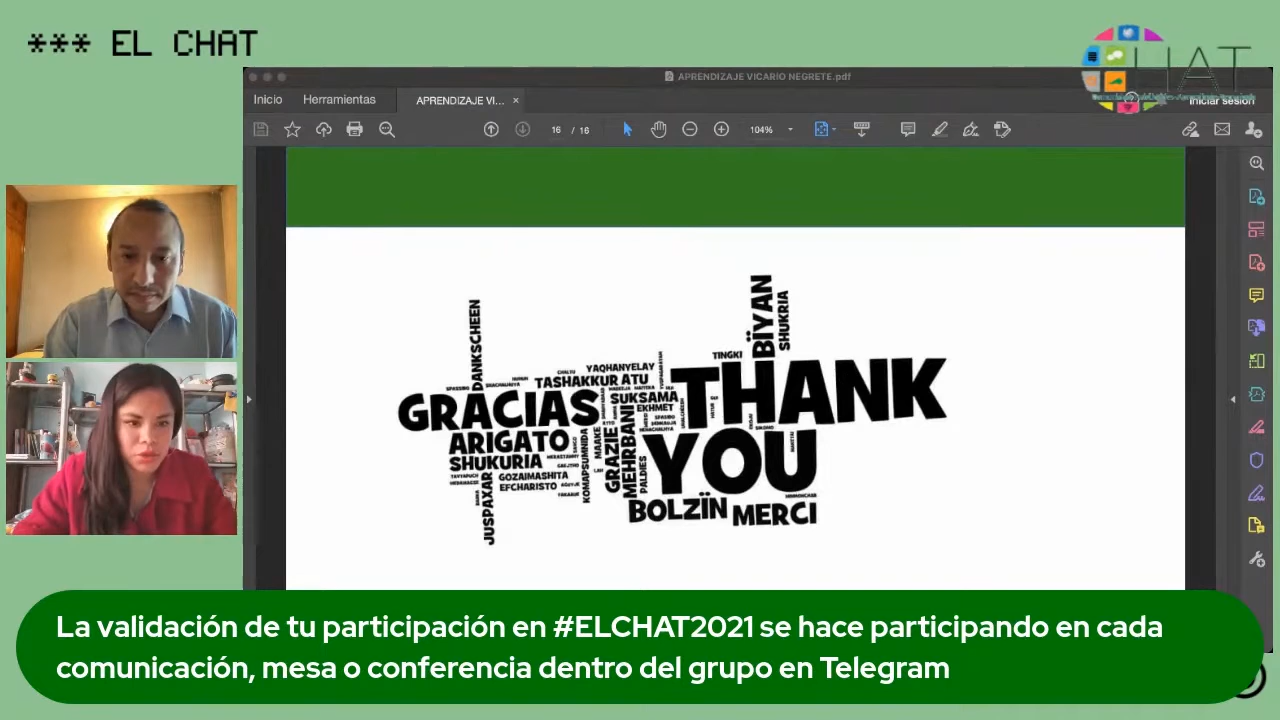 *** EL CHAT
APRENDIZAJE VICARIO NEGRETE.pdf
Inicio
Herramientas
APRENDIZAJE VI... ×
Iniciar sesión
16 / 16
104%
BÏYAN
SHUKRIA
DANKSCHEEN
TINGKI
YAQHANYELAY
TASHAKKUR ATU
SUKSAMA
EKHMET
THANK
GRACIAS
ARIGATO
SHUKURIA
GOZAIMASHITA
EFCHARISTO
JUSPAXAR
KOMAPSUMNIDA
MAAKE
GRAZIE
MEHRBANI
PALDIES
YOU
BOLZÏN
MERCI
La validación de tu participación en #ELCHAT2021 se hace participando en cada
comunicación, mesa o conferencia dentro del grupo en Telegram